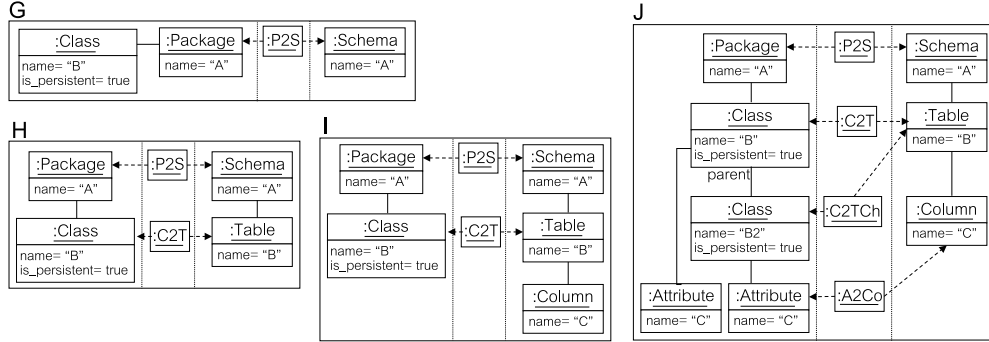 G
:Class
name= “B”
is_persistent= true
:Package
name= “A”
:P2S
:Schema
name= “A”
H
:Package
name= “A”
:P2S
:Schema
name= “A”
:Class
name= “B”
is_persistent= true
:C2T
:Table
name= “B”
I
:Package
name= “A”
:P2S
:Schema
name= “A”
:Class
name= “B”
is_persistent= true
:C2T
:Table
name= “B”
:Column
name= “C”
J
:Package
name= “A”
:P2S
:Schema
name= “A”
:Class
name= “B”
is_persistent= true
:C2T
:Table
name= “B”
parent
:Class
name= “B2”
is_persistent= true
:C2TCh
:Column
name= “C”
:Attribute
name= “C”
:Attribute
name= “C”
:A2Co